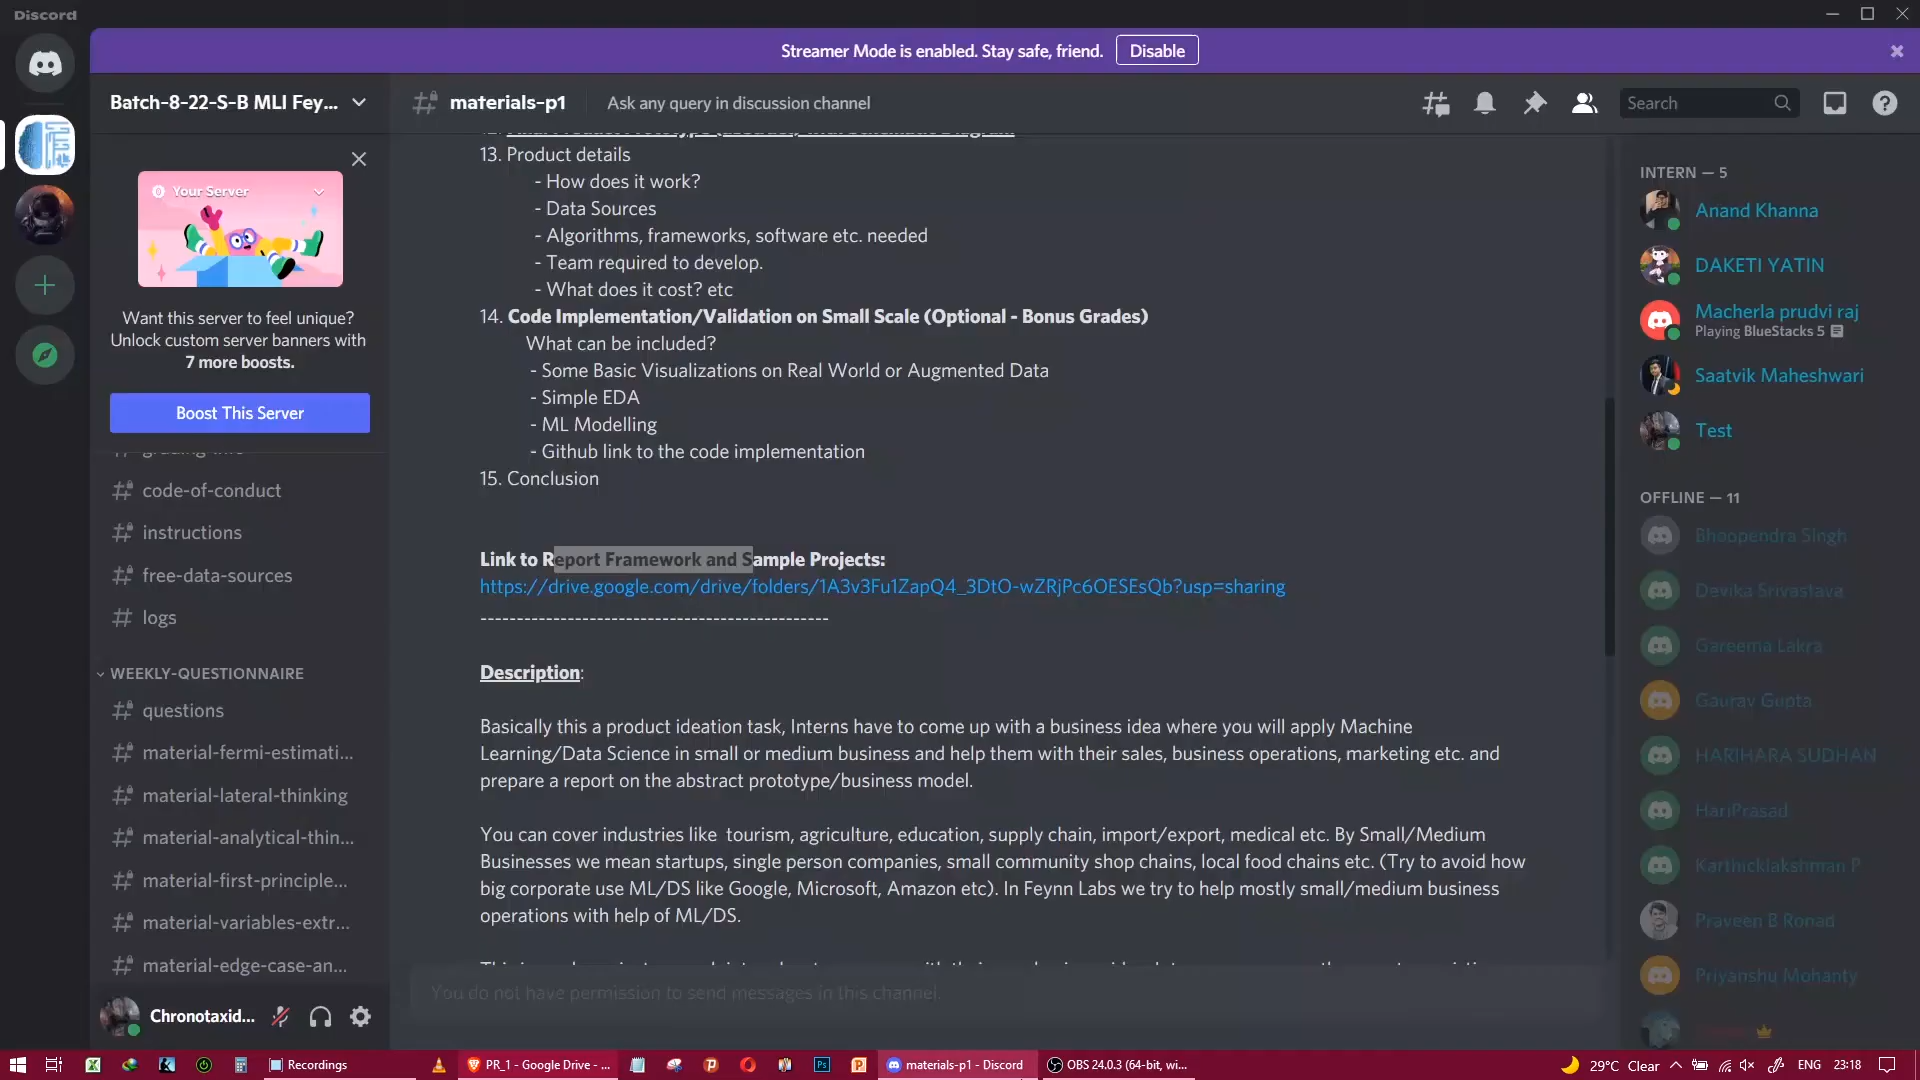 Discord
Streamer Mode is enabled. Stay safe, friend.
Disable
Batch-8-22-S-B MLI Fey...
materials-p1
Ask any query in discussion channel
Search
Your Server
Want this server to feel unique?
Unlock custom server banners with
7 more boosts.
Boost This Server
code-of-conduct
instructions
free-data-sources
logs
WEEKLY-QUESTIONNAIRE
questions
material-fermi-estimati...
material-lateral-thinking
material-analytical-thin...
material-first-principle...
material-variables-extr...
material-edge-case-an...
Chronotaxid...
13. Product details
- How does it work?
- Data Sources
- Algorithms, frameworks, software etc. needed
- Team required to develop.
- What does it cost? etc
14. Code Implementation/Validation on Small Scale (Optional - Bonus Grades)
What can be included?
- Some Basic Visualizations on Real World or Augmented Data
- Simple EDA
- ML Modelling
- Github link to the code implementation
15. Conclusion
Link to Report Framework and Sample Projects:
https://drive.google.com/drive/folders/1A3v3Fu1ZapQ4_3DtO-wZRjPc6OESEsQb?usp=sharing
------------------------------------------------
Description:
Basically this a product ideation task, Interns have to come up with a business idea where you will apply Machine
Learning/Data Science in small or medium business and help them with their sales, business operations, marketing etc. and
prepare a report on the abstract prototype/business model.
You can cover industries like  tourism, agriculture, education, supply chain, import/export, medical etc. By Small/Medium
Businesses we mean startups, single person companies, small community shop chains, local food chains etc. (Try to avoid how
big corporate use ML/DS like Google, Microsoft, Amazon etc). In Feynn Labs we try to help mostly small/medium business
operations with help of ML/DS.
You do not have permission to send messages in this channel.
INTERN — 5
Anand Khanna
DAKETI YATIN
Macherla prudvi raj
Playing BlueStacks 5
Saatvik Maheshwari
Test
OFFLINE — 11
Bhoopendra Singh
Devika Srivastava
Gareema Lakra
Gaurav Gupta
HARIHARA SUDHAN
HariPrasad
Karthicklakshman P
Praveen B Ronad
Priyanshu Mohanty
Recordings
PR_1 - Google Drive - ...
materials-p1 - Discord
OBS 24.0.3 (64-bit, wi...
29°C Clear
ENG
23:18